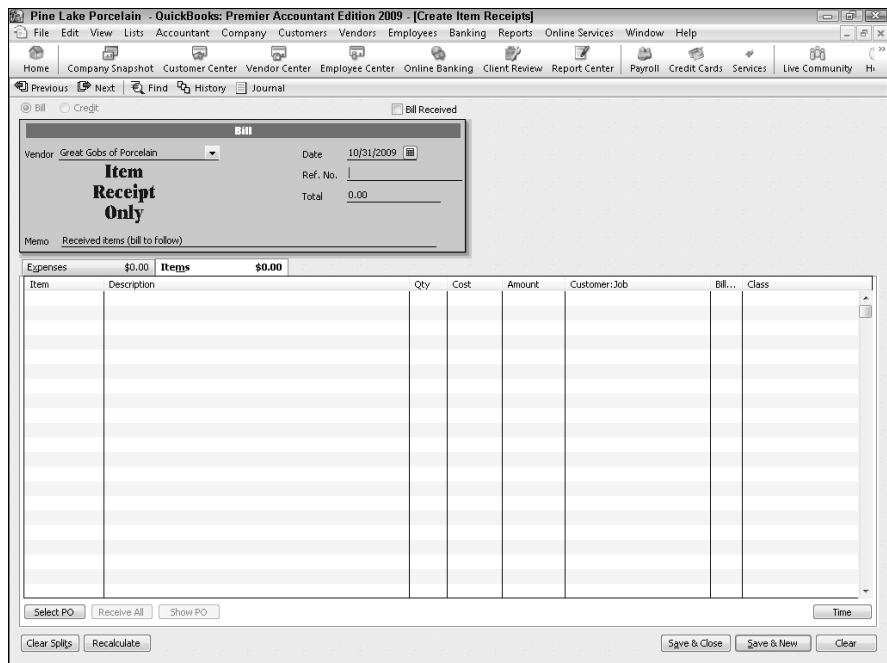 Pine Lake Porcelain - QuickBooks: Premier Accountant Edition 2009 - [Create Item Receipts]
File Edit View Lists Accountant Company Customers Vendors Employees Banking Reports Online Services Window Help
Home Company Snapshot Customer Center Vendor Center Employee Center Online Banking Client Review Report Center Payroll Credit Cards Services Live Community
Previous Next Find History Journal
Bill Credit Bill Received
Bill
Vendor Great Gobs of Porcelain Date 10/31/2009
Item Ref. No.
Receipt Total 0.00
Only
Memo Received items (bill to follow)
Expenses $0.00 Items $0.00
Item Description Qty Cost Amount Customer:Job Bill... Class
Select PO Receive All Show PO Time
Clear Splits Recalculate Save & Close Save & New Clear